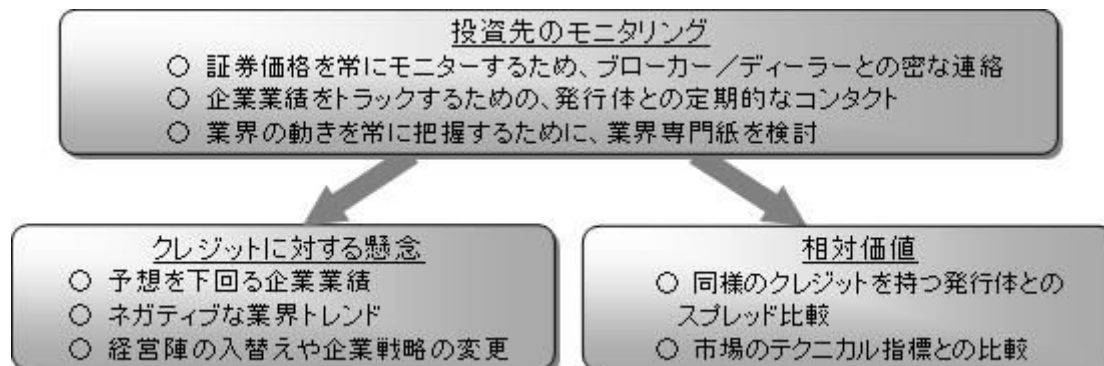 投資先のモニタリング
○ 証券価格を常にモニターするため、ブローカー／ディーラーとの密な連絡
○ 企業業績をトラックするための、発行体との定期的なコンタクト
○ 業界の動きを常に把握するために、業界専門紙を検討
クレジットに対する懸念
○ 予想を下回る企業業績
○ ネガティブな業界トレンド
○ 経営陣の入替えや企業戦略の変更
相対価値
○ 同様のクレジットを持つ発行体との
スプレッド比較
○ 市場のテクニカル指標との比較